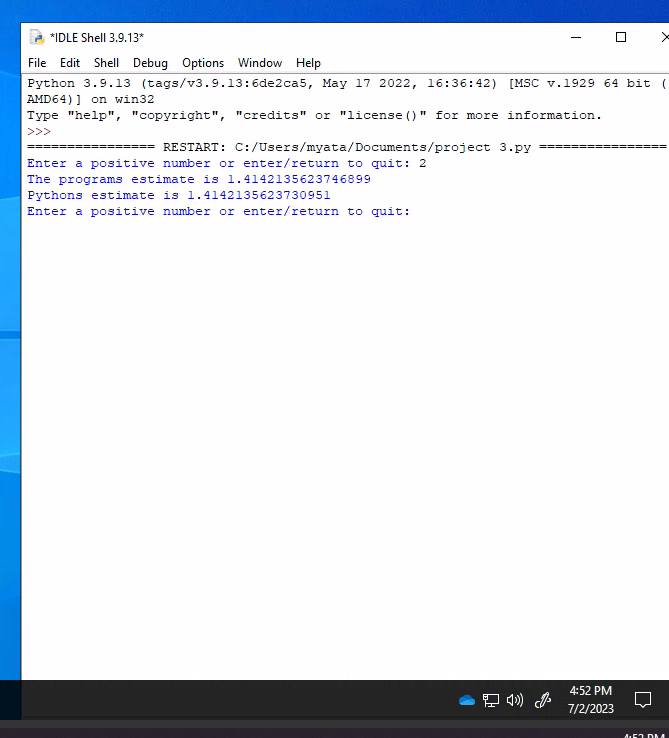 *IDLE Shell 3.9.13*
File Edit Shell Debug Options Window Help
Python 3.9.13 (tags/v3.9.13:6de2ca5, May 17 2022, 16:36:42) [MSC v.1929 64 bit (
AMD64)] on win32
Type "help", "copyright", "credits" or "license()" for more information.
>>>
================ RESTART: C:/Users/myata/Documents/project 3.py ================
Enter a positive number or enter/return to quit: 2
The programs estimate is 1.4142135623746899
Pythons estimate is 1.4142135623730951
Enter a positive number or enter/return to quit:
4:52 PM
7/2/2023
4:52 PM